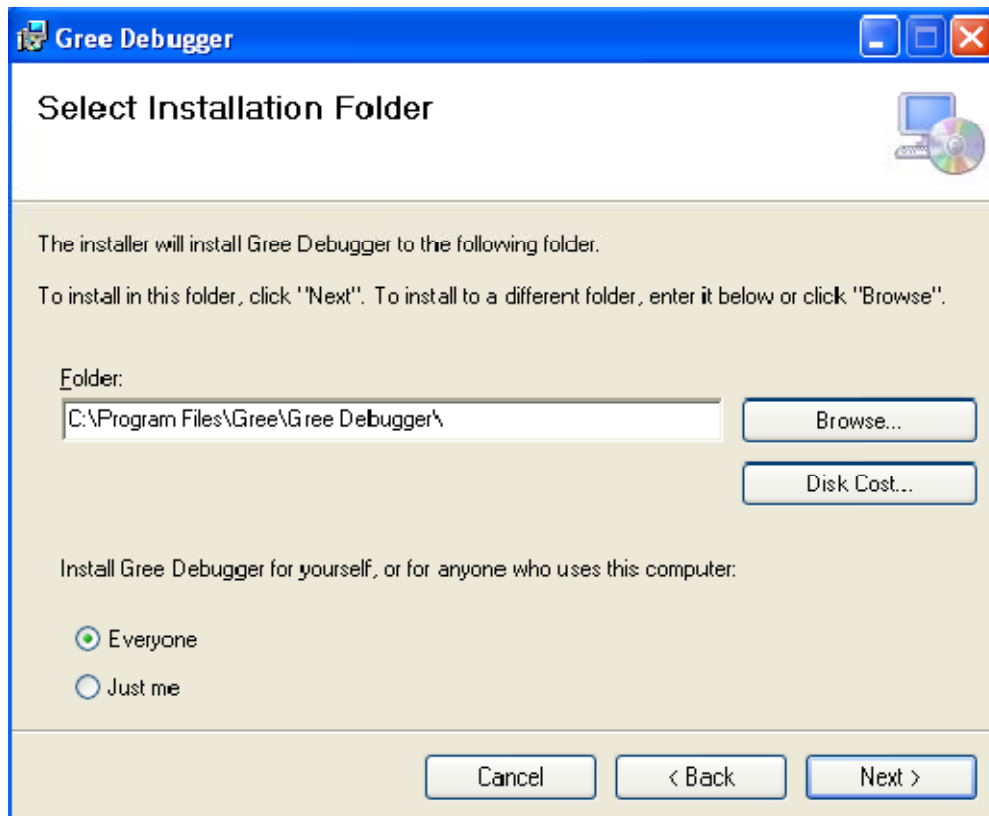 Gree Debugger
Select Installation Folder
The installer will install Gree Debugger to the following folder.
To install in this folder, click "Next". To install to a different folder, enter it below or click "Browse".
Folder:
C:\Program Files\Gree\Gree Debugger\
Browse...
Disk Cost...
Install Gree Debugger for yourself, or for anyone who uses this computer:
Everyone
Just me
Cancel
< Back
Next >